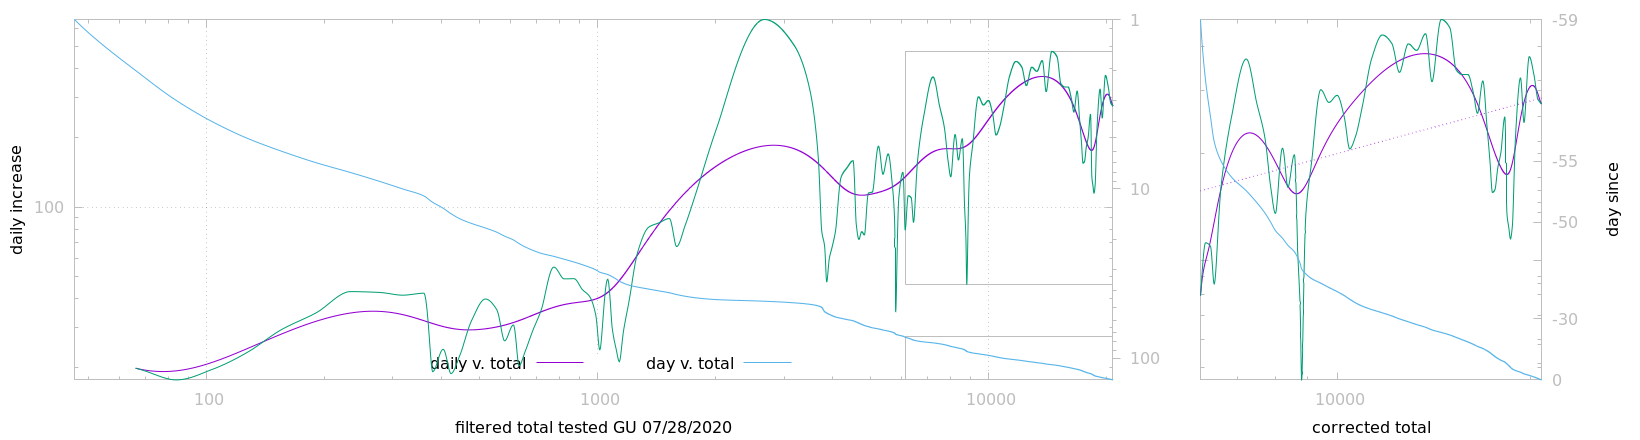 1
-59
daily increase
100
10
-55
-50
-30
day since
daily v. total
day v. total
100
0
100
1000
10000
10000
filtered total tested GU 07/28/2020
corrected total